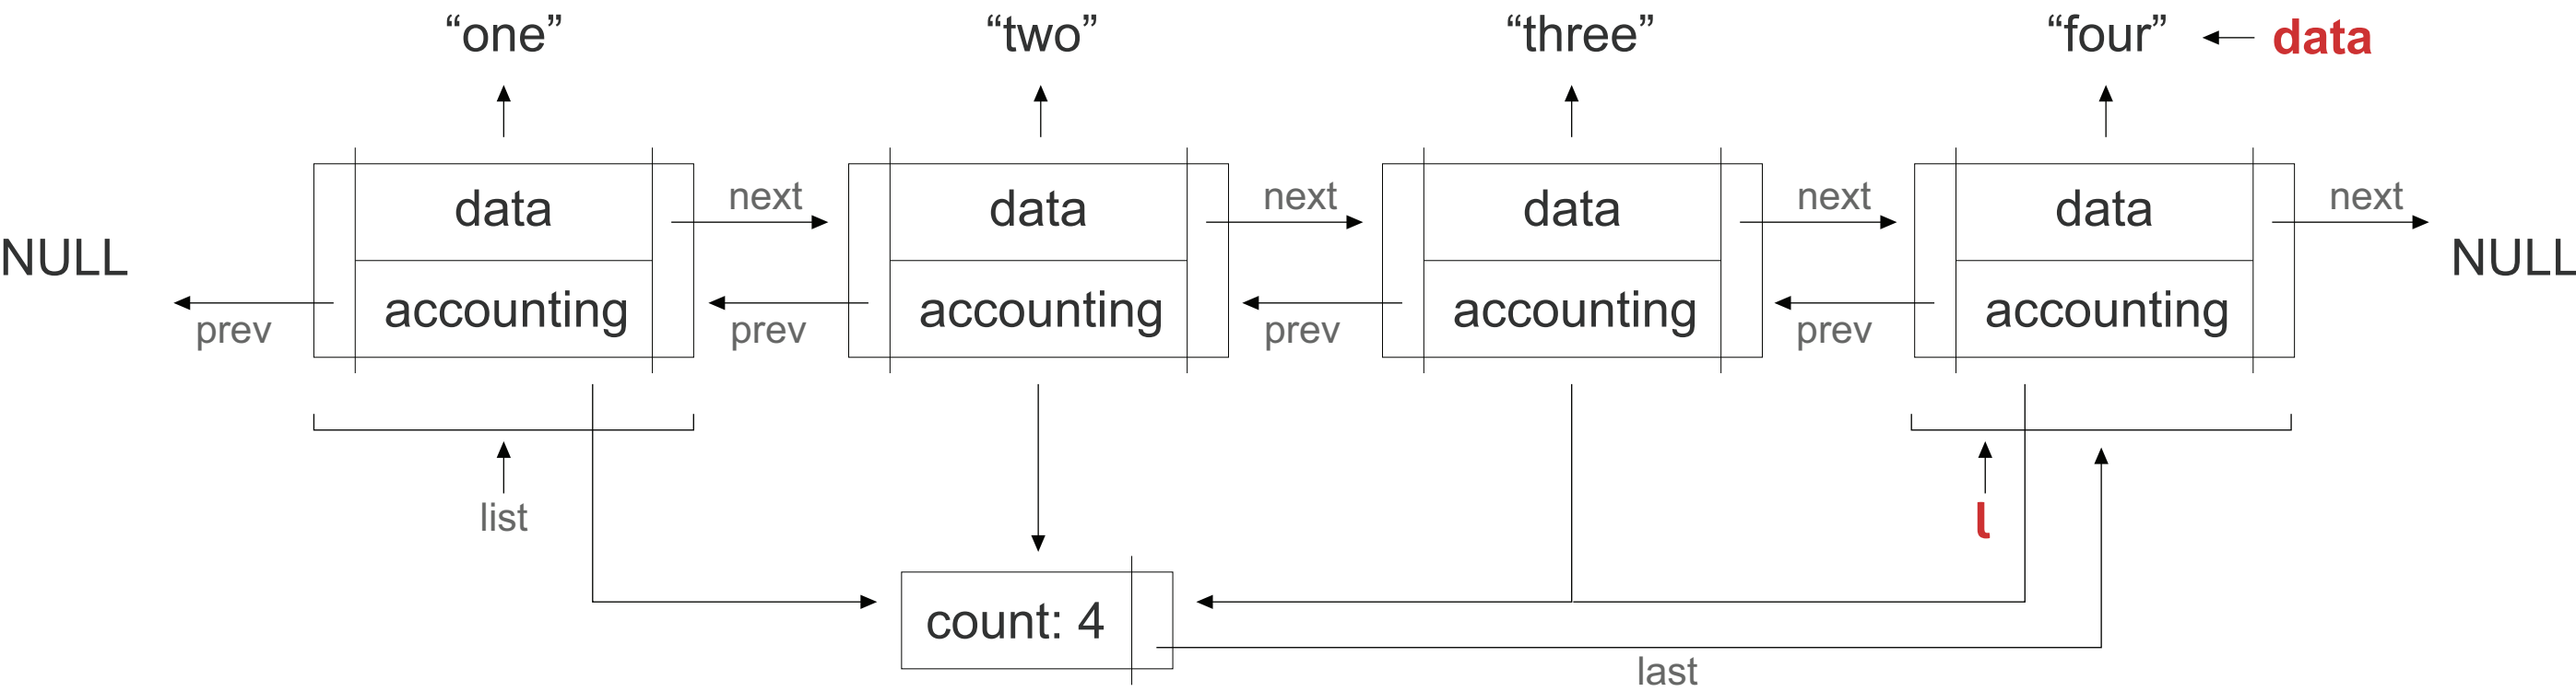 “one” “two” “three” “four” data
data next data next data next data next
NULL NULL
accounting accounting accounting accounting
prev prev prev prev
list l
count: 4
last